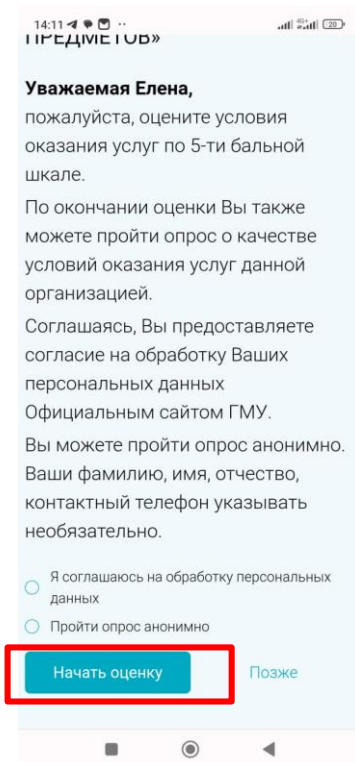 14:11
4G+
20
ПРЕДМЕТОВ»
Уважаемая Елена,
пожалуйста, оцените условия
оказания услуг по 5-ти бальной
шкале.
По окончании оценки Вы также
можете пройти опрос о качестве
условий оказания услуг данной
организацией.
Соглашаясь, Вы предоставляете
согласие на обработку Ваших
персональных данных
Официальным сайтом ГМУ.
Вы можете пройти опрос анонимно.
Ваши фамилию, имя, отчество,
контактный телефон указывать
необязательно.
Я соглашаюсь на обработку персональных
данных
Пройти опрос анонимно
Начать оценку
Позже